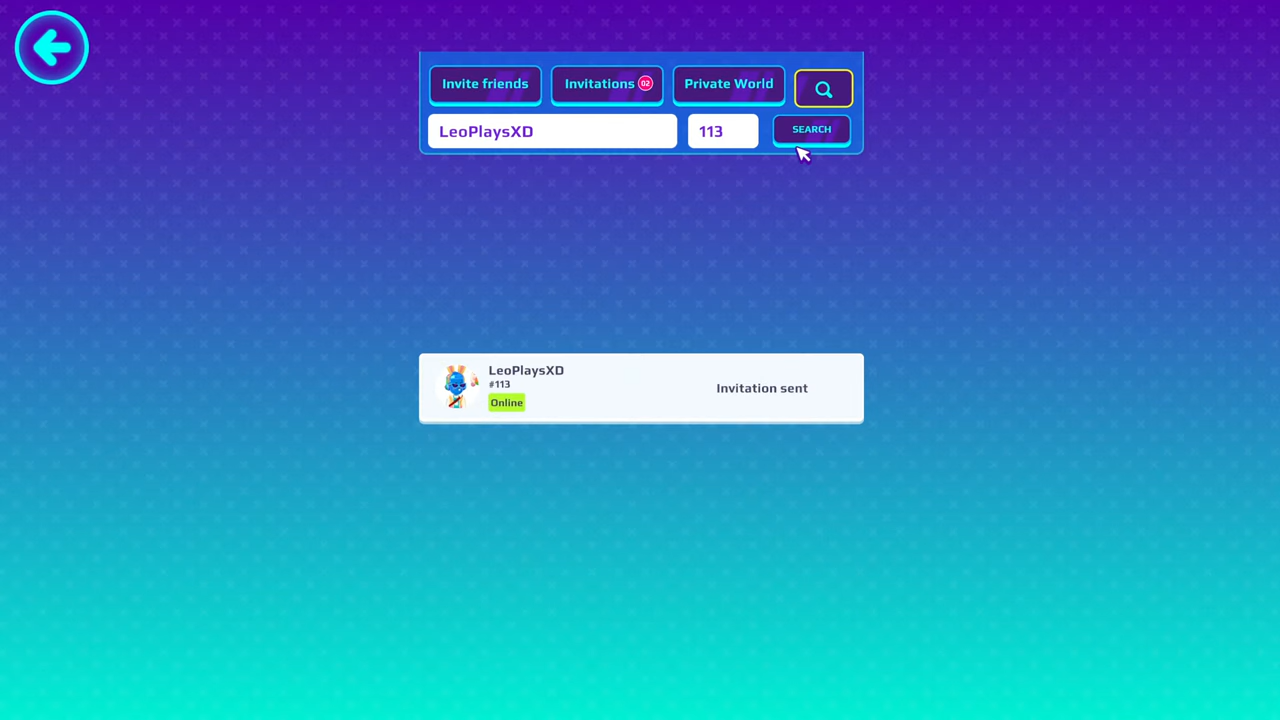 Invite friends
Invitations 02
Private World
LeoPlaysXD
113
SEARCH
LeoPlaysXD
#113
Online
Invitation sent